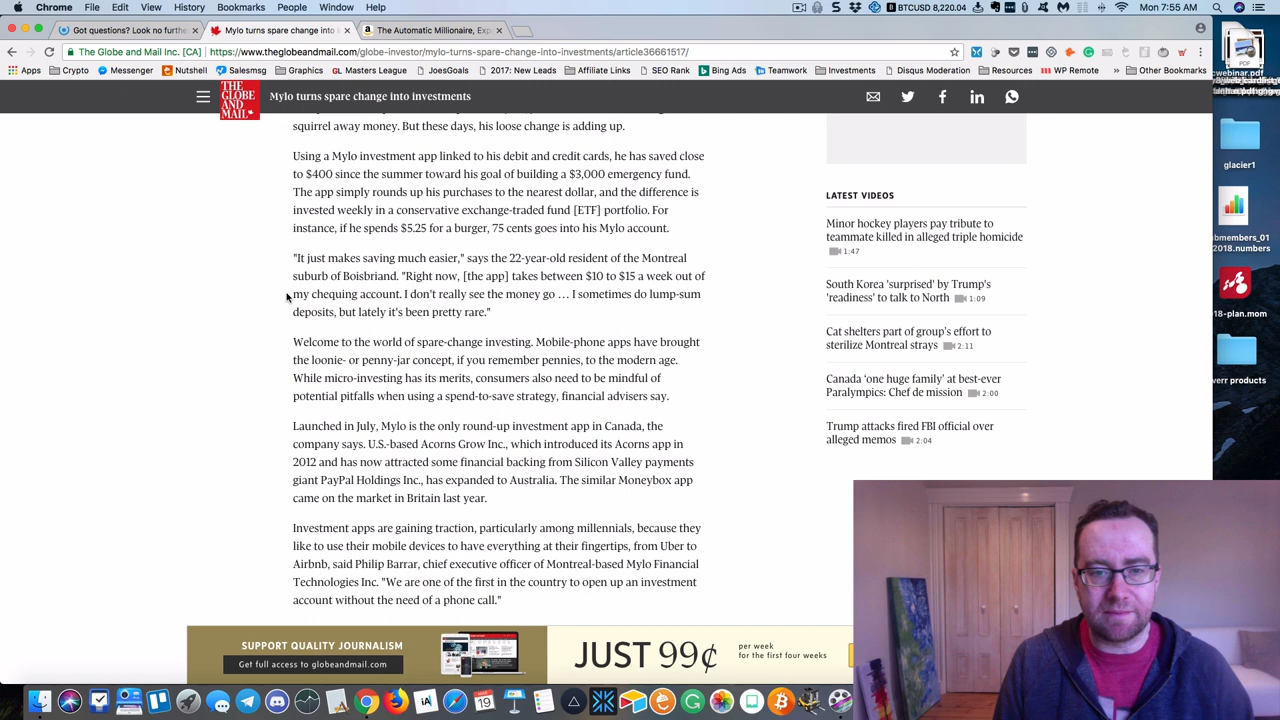 Chrome File Edit View History Bookmarks People Window Help
BTCUSD 8,220.04
Mon 7:55 AM
Got questions? Look no furthe
Mylo turns spare change into i
The Automatic Millionaire, Exp
The Globe and Mail Inc. [CA]
https://www.theglobeandmail.com/globe-investor/mylo-turns-spare-change-into-investments/article36661517/
Apps Crypto Messenger Nutshell Salesmsg Graphics GL Masters League JoesGoals 2017: New Leads Affiliate Links SEO Rank Bing Ads Teamwork Investments Disqus Moderation Resources WP Remote » Other Bookmarks
THE GLOBE AND MAIL
Mylo turns spare change into investments
squirrel away money. But these days, his loose change is adding up.
Using a Mylo investment app linked to his debit and credit cards, he has saved close
to $400 since the summer toward his goal of building a $3,000 emergency fund.
The app simply rounds up his purchases to the nearest dollar, and the difference is
invested weekly in a conservative exchange-traded fund [ETF] portfolio. For
instance, if he spends $5.25 for a burger, 75 cents goes into his Mylo account.
"It just makes saving much easier," says the 22-year-old resident of the Montreal
suburb of Boisbriand. "Right now, [the app] takes between $10 to $15 a week out of
my chequing account. I don't really see the money go … I sometimes do lump-sum
deposits, but lately it's been pretty rare."
Welcome to the world of spare-change investing. Mobile-phone apps have brought
the loonie- or penny-jar concept, if you remember pennies, to the modern age.
While micro-investing has its merits, consumers also need to be mindful of
potential pitfalls when using a spend-to-save strategy, financial advisers say.
Launched in July, Mylo is the only round-up investment app in Canada, the
company says. U.S.-based Acorns Grow Inc., which introduced its Acorns app in
2012 and has now attracted some financial backing from Silicon Valley payments
giant PayPal Holdings Inc., has expanded to Australia. The similar Moneybox app
came on the market in Britain last year.
Investment apps are gaining traction, particularly among millennials, because they
like to use their mobile devices to have everything at their fingertips, from Uber to
Airbnb, said Philip Barrar, chief executive officer of Montreal-based Mylo Financial
Technologies Inc. "We are one of the first in the country to open up an investment
account without the need of a phone call."
LATEST VIDEOS
Minor hockey players pay tribute to
teammate killed in alleged triple homicide
1:47
South Korea 'surprised' by Trump's
'readiness' to talk to North 1:09
Cat shelters part of group's effort to
sterilize Montreal strays 2:11
Canada 'one huge family' at best-ever
Paralympics: Chef de mission 2:00
Trump attacks fired FBI official over
alleged memos 2:04
SUPPORT QUALITY JOURNALISM
Get full access to globeandmail.com
JUST 99¢
per week
for the first four weeks
PDF
cwebinar.pdf
glacier1
bmembers_01
2018.numbers
18-plan.mom
verr products
19